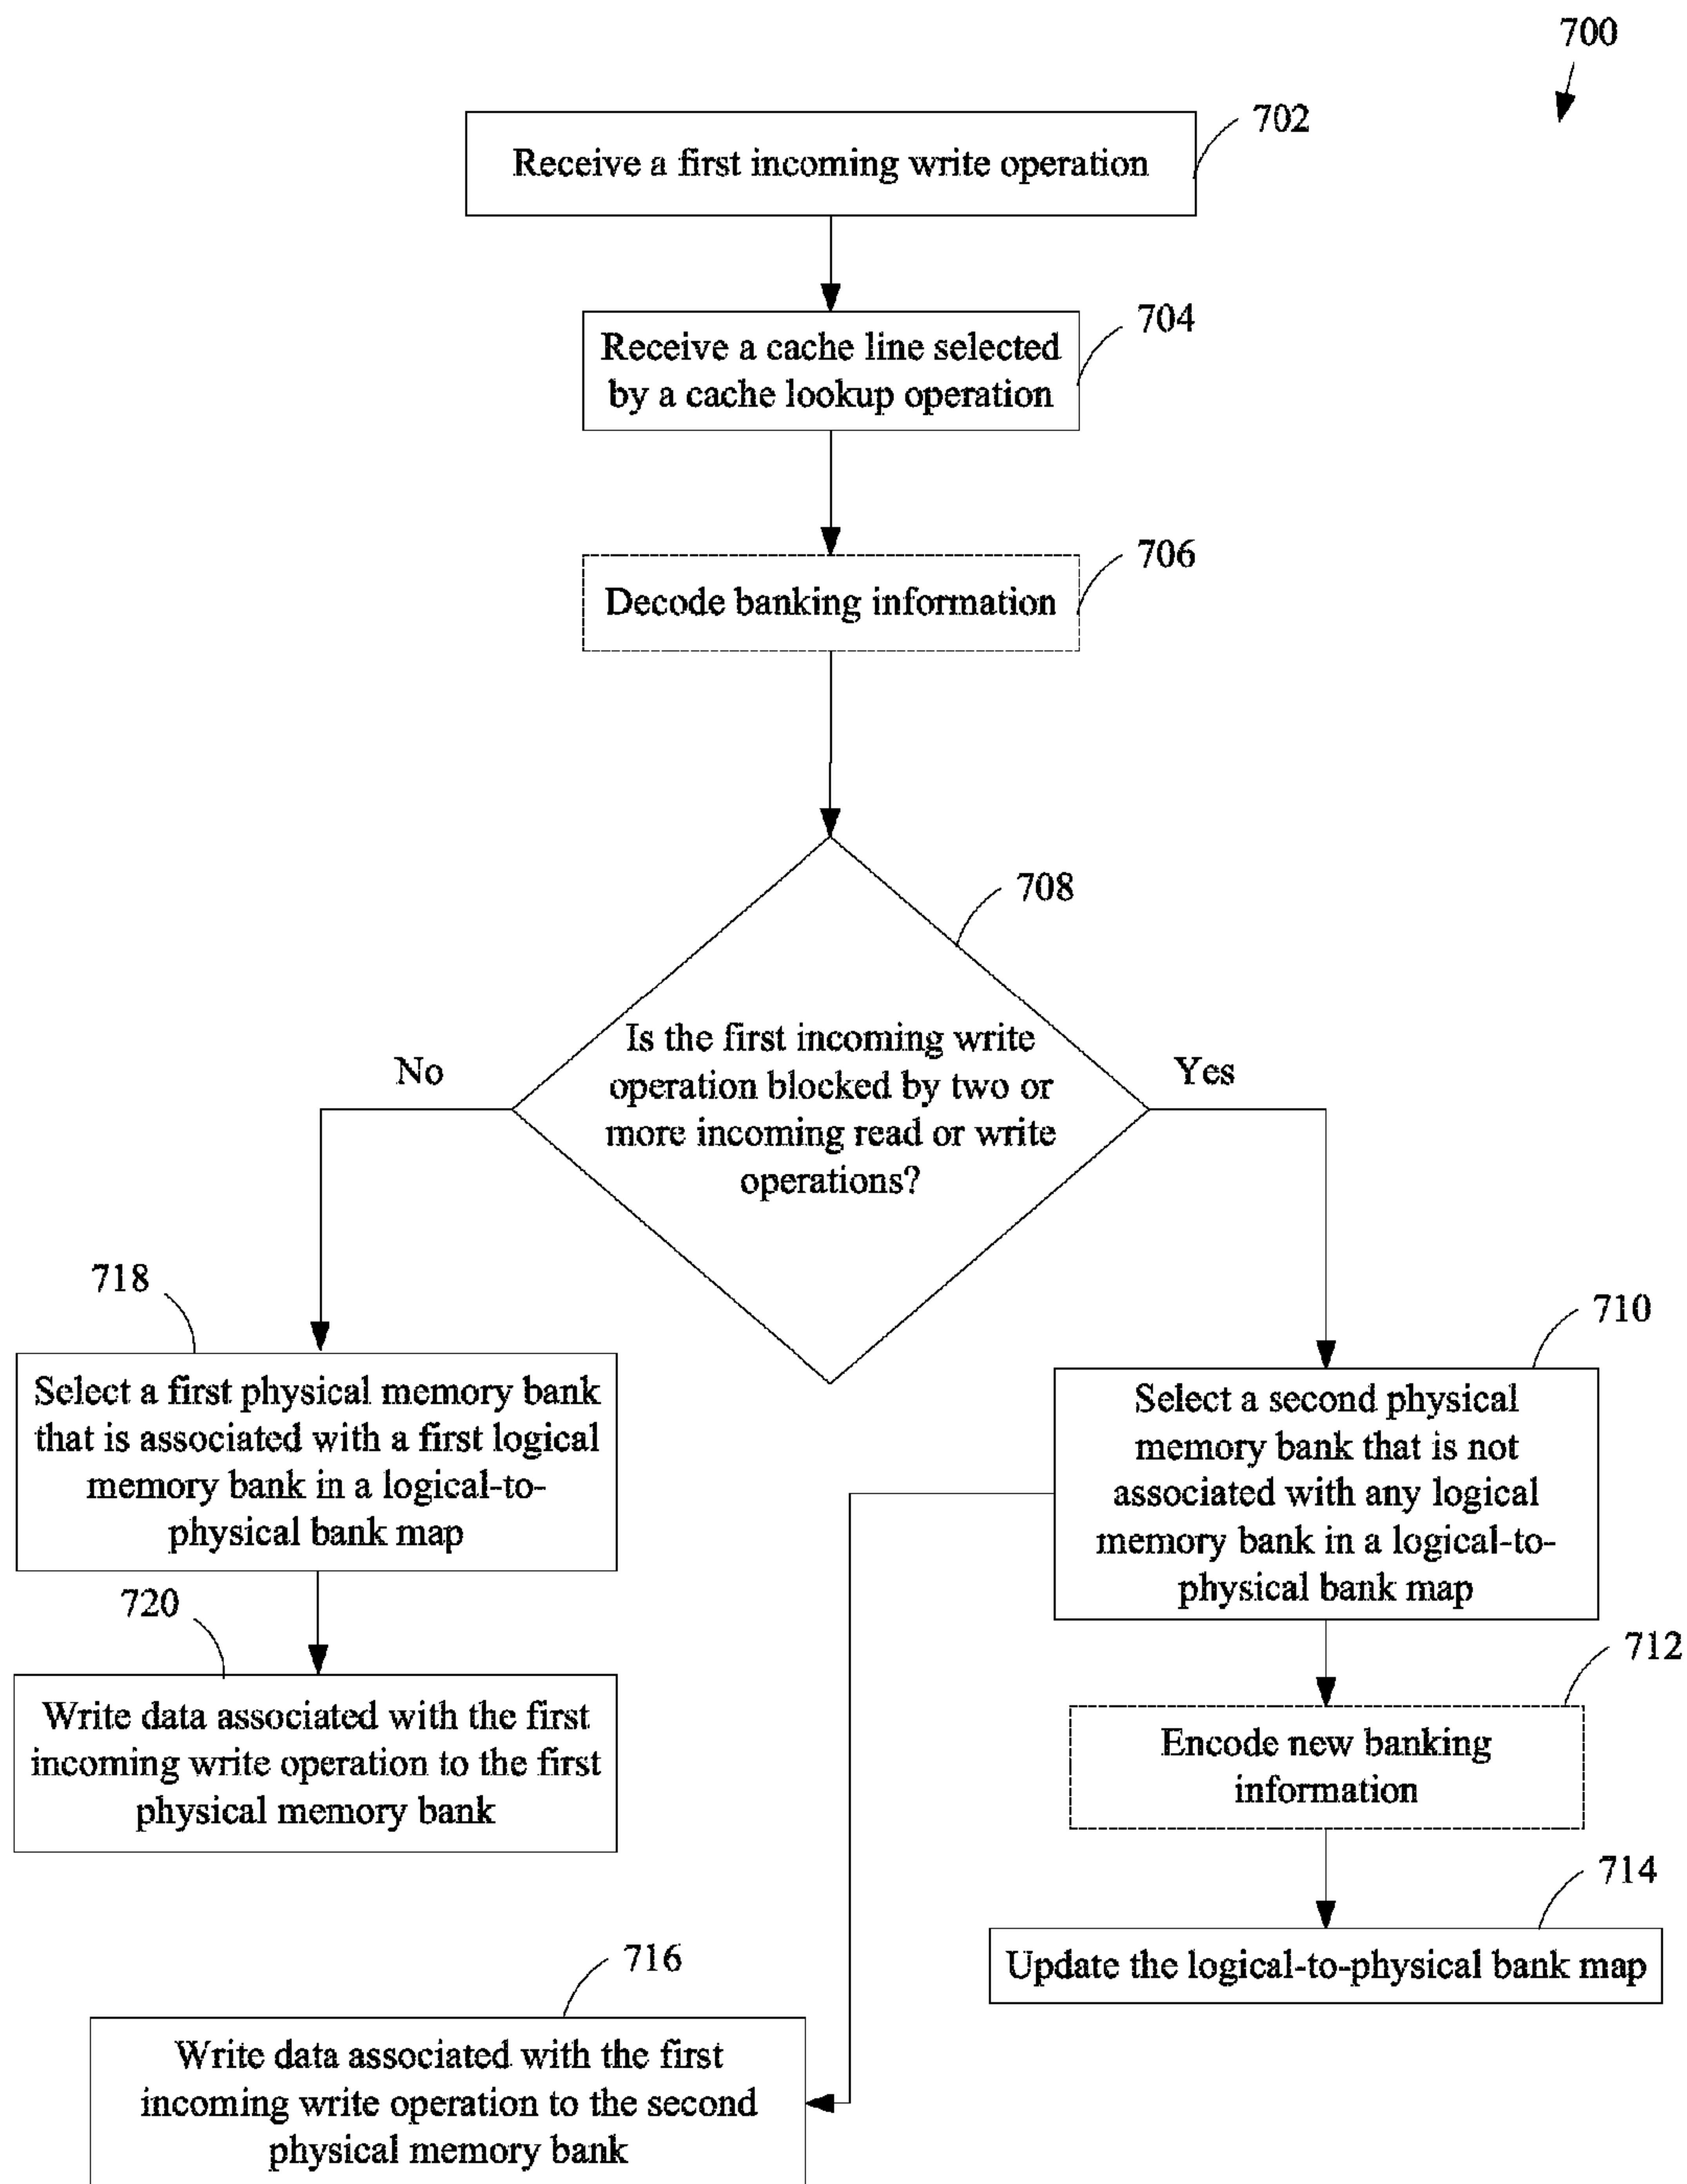 700
702
Receive a first incoming write operation
704
Receive a cache line selected
by a cache lookup operation
706
Decode banking information
708
Is the first incoming write
operation blocked by two or
more incoming read or write
operations?
No
Yes
718
Select a first physical memory bank
that is associated with a first logical
memory bank in a logical-to-
physical bank map
710
Select a second physical
memory bank that is not
associated with any logical
memory bank in a logical-to-
physical bank map
720
Write data associated with the first
incoming write operation to the first
physical memory bank
712
Encode new banking
information
714
Update the logical-to-physical bank map
716
Write data associated with the first
incoming write operation to the second
physical memory bank